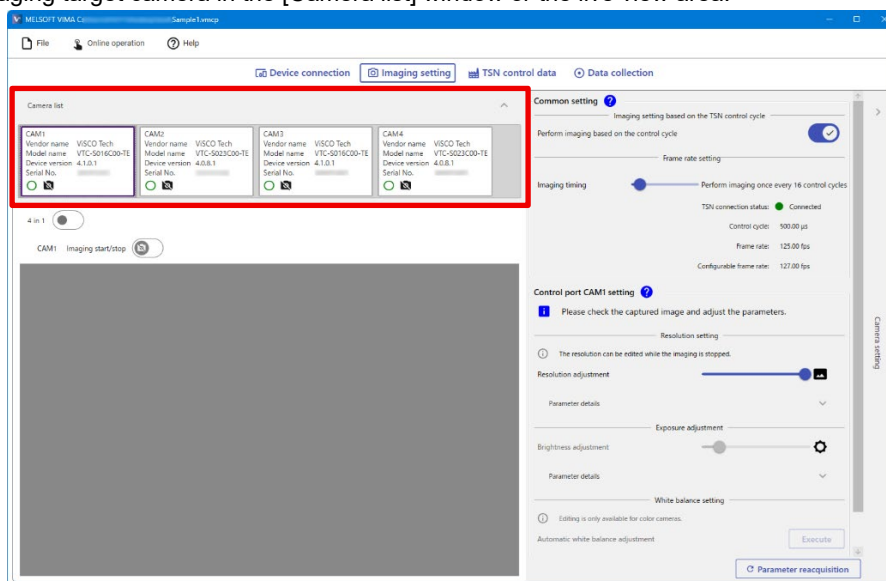 aging target camera in the [Camera list] window or the live view area.
MELSOFT VIMA C Sample1.vmcp
File Online operation Help
Device connection Imaging setting TSN control data Data collection
Camera list
CAM1
Vendor name ViSCO Tech
Model name VTC-S016C00-TE
Device version 4.1.0.1
Serial No.
CAM2
Vendor name ViSCO Tech
Model name VTC-S023C00-TE
Device version 4.0.8.1
Serial No.
CAM3
Vendor name ViSCO Tech
Model name VTC-S016C00-TE
Device version 4.1.0.1
Serial No.
CAM4
Vendor name ViSCO Tech
Model name VTC-S023C00-TE
Device version 4.0.8.1
Serial No.
4 in 1
CAM1 Imaging start/stop
Common setting
Imaging setting based on the TSN control cycle
Perform imaging based on the control cycle
Frame rate setting
Imaging timing Perform imaging once every 16 control cycles
TSN connection status: Connected
Control cycle: 500.00 μs
Frame rate: 125.00 fps
Configurable frame rate: 127.00 fps
Control port CAM1 setting
Please check the captured image and adjust the parameters.
Resolution setting
The resolution can be edited while the imaging is stopped.
Resolution adjustment
Parameter details
Exposure adjustment
Brightness adjustment
Parameter details
White balance setting
Editing is only available for color cameras.
Automatic white balance adjustment Execute
Parameter reacquisition
Camera setting